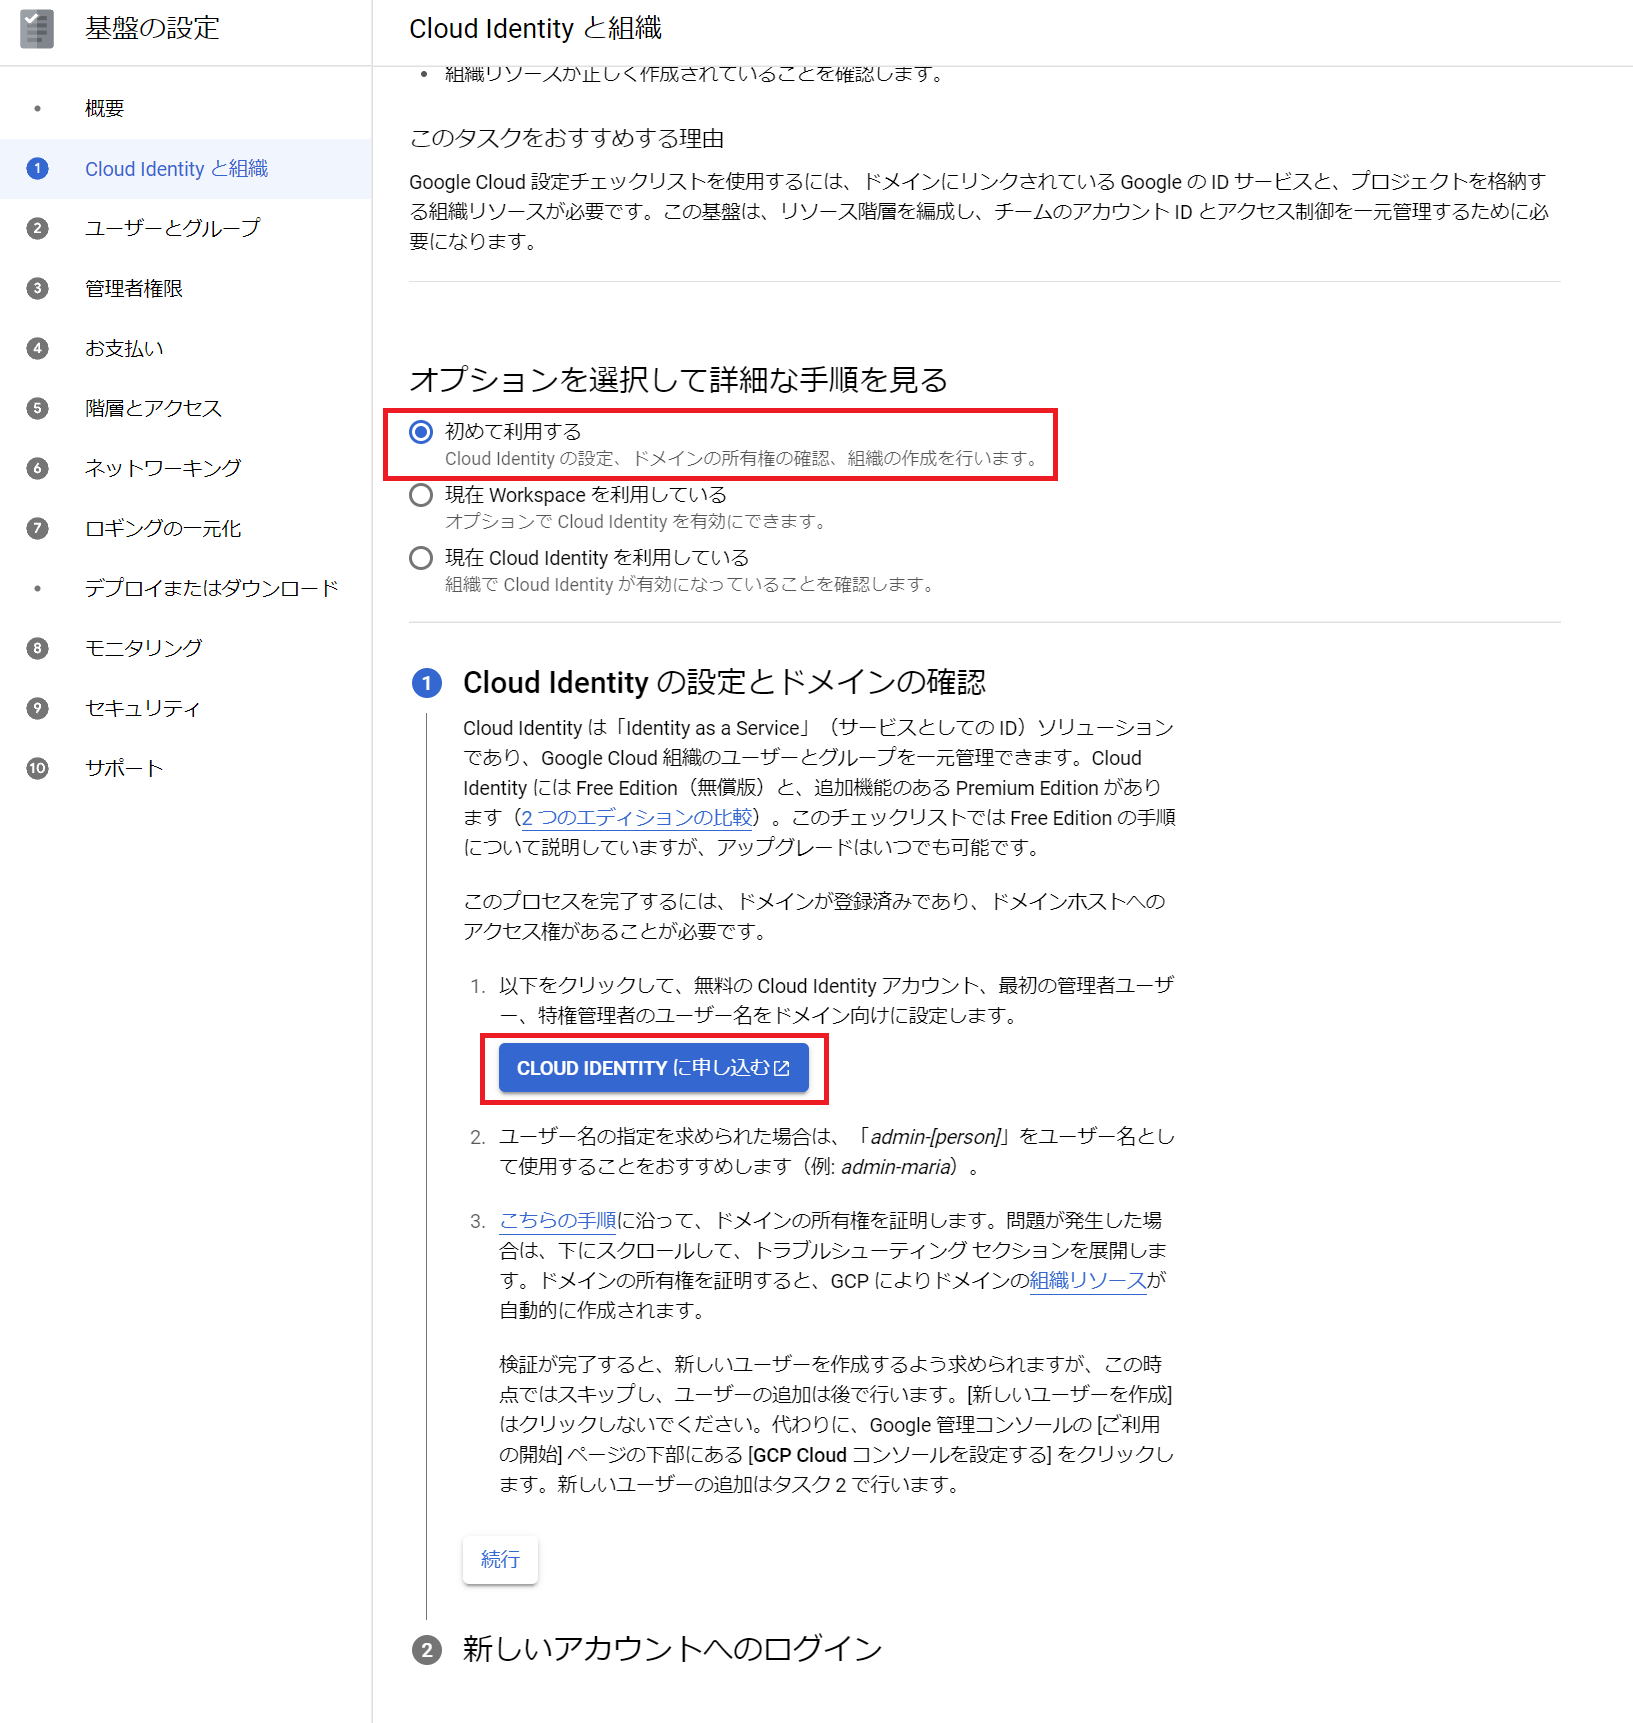 基盤の設定
概要
1
Cloud Identity と組織
2
ユーザーとグループ
3
管理者権限
4
お支払い
5
階層とアクセス
6
ネットワーキング
7
ロギングの一元化
デプロイまたはダウンロード
8
モニタリング
9
セキュリティ
10
サポート
Cloud Identity と組織
• 組織リソースが正しく作成されていることを確認します。
このタスクをおすすめする理由
Google Cloud 設定チェックリストを使用するには、ドメインにリンクされている Google の ID サービスと、プロジェクトを格納す
る組織リソースが必要です。この基盤は、リソース階層を編成し、チームのアカウント ID とアクセス制御を一元管理するために必
要になります。
オプションを選択して詳細な手順を見る
初めて利用する
Cloud Identity の設定、ドメインの所有権の確認、組織の作成を行います。
現在 Workspace を利用している
オプションで Cloud Identity を有効にできます。
現在 Cloud Identity を利用している
組織で Cloud Identity が有効になっていることを確認します。
1 Cloud Identity の設定とドメインの確認
Cloud Identity は「Identity as a Service」（サービスとしての ID）ソリューション
であり、Google Cloud 組織のユーザーとグループを一元管理できます。Cloud
Identity には Free Edition（無償版）と、追加機能のある Premium Edition があり
ます（2 つのエディションの比較）。このチェックリストでは Free Edition の手順
について説明していますが、アップグレードはいつでも可能です。
このプロセスを完了するには、ドメインが登録済みであり、ドメインホストへの
アクセス権があることが必要です。
1. 以下をクリックして、無料の Cloud Identity アカウント、最初の管理者ユーザ
ー、特権管理者のユーザー名をドメイン向けに設定します。
CLOUD IDENTITY に申し込む
2. ユーザー名の指定を求められた場合は、「admin-[person]」をユーザー名とし
て使用することをおすすめします（例: admin-maria）。
3. こちらの手順に沿って、ドメインの所有権を証明します。問題が発生した場
合は、下にスクロールして、トラブルシューティング セクションを展開しま
す。ドメインの所有権を証明すると、GCP によりドメインの組織リソースが
自動的に作成されます。
検証が完了すると、新しいユーザーを作成するよう求められますが、この時
点ではスキップし、ユーザーの追加は後で行います。[新しいユーザーを作成]
はクリックしないでください。代わりに、Google 管理コンソールの [ご利用
の開始] ページの下部にある [GCP Cloud コンソールを設定する] をクリックし
ます。新しいユーザーの追加はタスク 2 で行います。
続行
2 新しいアカウントへのログイン